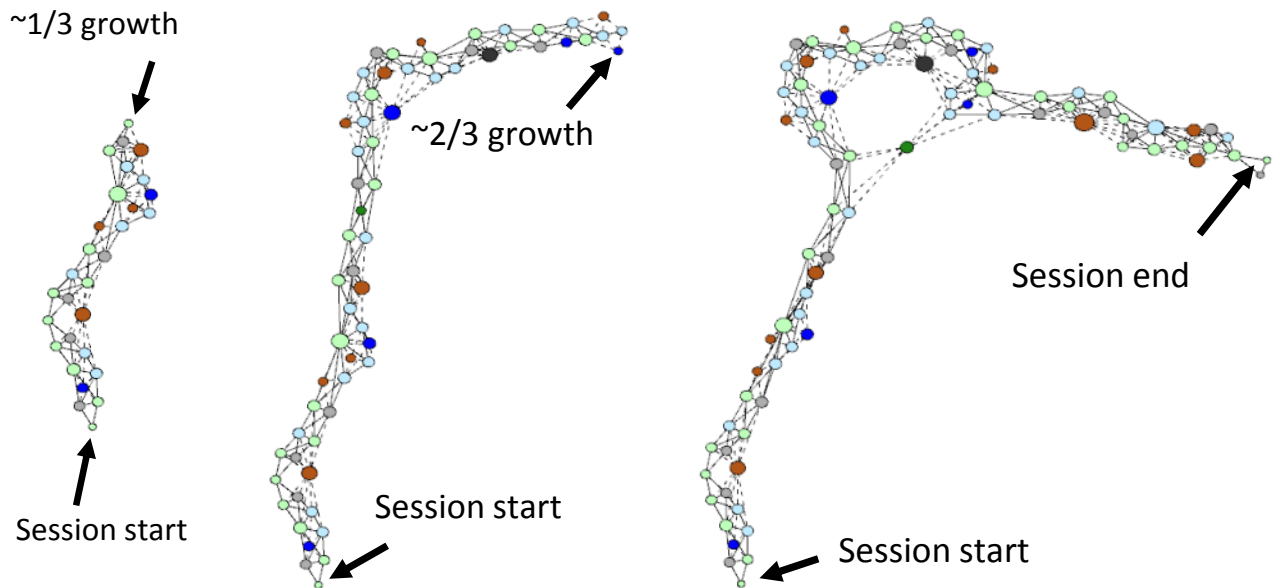 ~1/3 growth
Session start
~2/3 growth
Session start
Session end
Session start